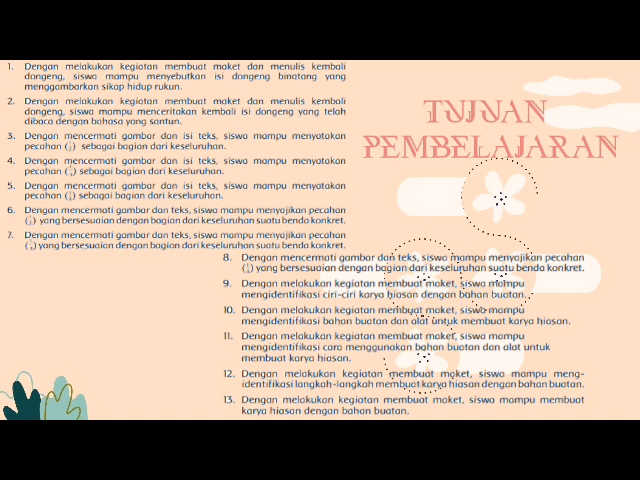 TUJUAN
PEMBELAJARAN
1. Dengan melakukan kegiatan membuat maket dan menulis kembali
dongeng, siswa mampu menyebutkan isi dongeng binatang yang
menggambarkan sikap hidup rukun.
2. Dengan melakukan kegiatan membuat maket dan menulis kembali
dongeng, siswa mampu menceritakan kembali isi dongeng yang telah
dibaca dengan bahasa yang santun.
3. Dengan mencermati gambar dan isi teks, siswa mampu menyatakan
pecahan sebagai bagian dari keseluruhan.
4. Dengan mencermati gambar dan isi teks, siswa mampu menyatakan
pecahan sebagai bagian dari keseluruhan.
5. Dengan mencermati gambar dan isi teks, siswa mampu menyatakan
pecahan sebagai bagian dari keseluruhan.
6. Dengan mencermati gambar dan teks, siswa mampu menyajikan pecahan
yang bersesuaian dengan bagian dari keseluruhan suatu benda konkret.
7. Dengan mencermati gambar dan teks, siswa mampu menyajikan pecahan
yang bersesuaian dengan bagian dari keseluruhan suatu benda konkret.
8. Dengan mencermati gambar dan teks, siswa mampu menyajikan pecahan
yang bersesuaian dengan bagian dari keseluruhan suatu benda konkret.
9. Dengan melakukan kegiatan membuat maket, siswa mampu
mengidentifikasi ciri-ciri karya hiasan dengan bahan buatan.
10. Dengan melakukan kegiatan membuat maket, siswa mampu
mengidentifikasi bahan buatan dan alat untuk membuat karya hiasan.
11. Dengan melakukan kegiatan membuat maket, siswa mampu
mengidentifikasi cara menggunakan bahan buatan dan alat untuk
membuat karya hiasan.
12. Dengan melakukan kegiatan membuat maket, siswa mampu meng-
identifikasi langkah-langkah membuat karya hiasan dengan bahan buatan.
13. Dengan melakukan kegiatan membuat maket, siswa mampu membuat
karya hiasan dengan bahan buatan.